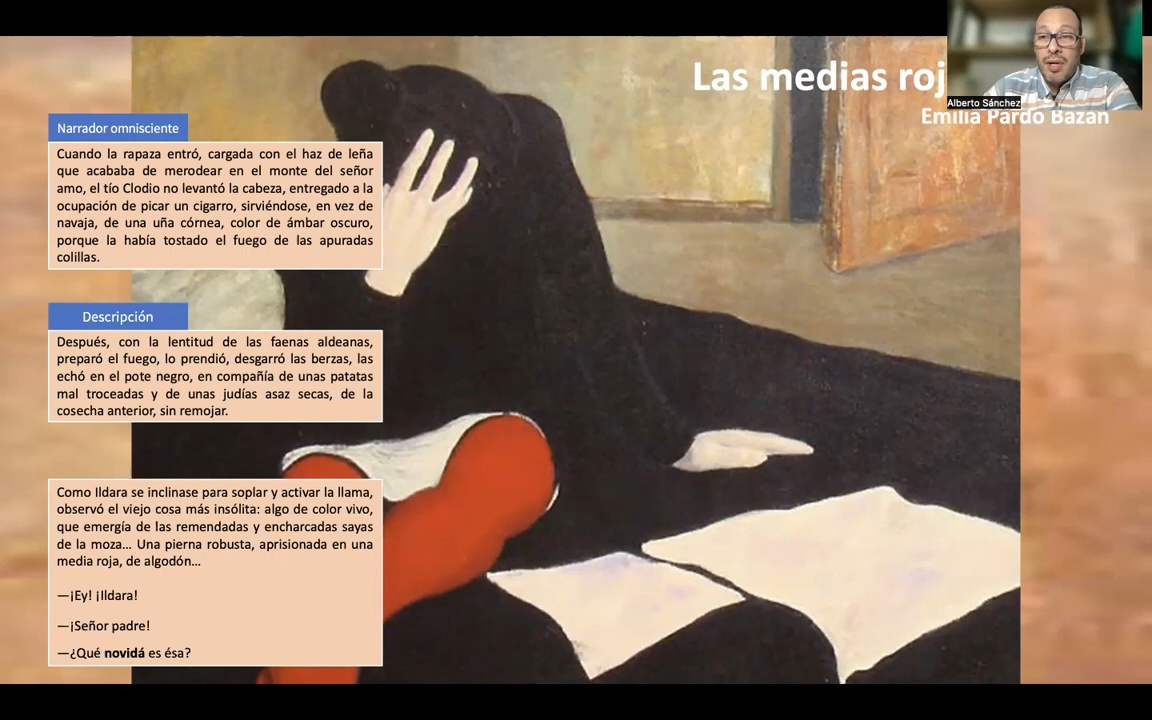 Las medias roj
Emilia Pardo Bazán
Alberto Sánchez
Narrador omnisciente
Cuando la rapaza entró, cargada con el haz de leña
que acababa de merodear en el monte del señor
amo, el tío Clodio no levantó la cabeza, entregado a la
ocupación de picar un cigarro, sirviéndose, en vez de
navaja, de una uña córnea, color de ámbar oscuro,
porque la había tostado el fuego de las apuradas
colillas.
Descripción
Después, con la lentitud de las faenas aldeanas,
preparó el fuego, lo prendió, desgarró las berzas, las
echó en el pote negro, en compañía de unas patatas
mal troceadas y de unas judías asaz secas, de la
cosecha anterior, sin remojar.
Como Ildara se inclinase para soplar y activar la llama,
observó el viejo cosa más insólita: algo de color vivo,
que emergía de las remendadas y encharcadas sayas
de la moza... Una pierna robusta, aprisionada en una
media roja, de algodón...
—¡Ey! ¡Ildara!
—¡Señor padre!
—¿Qué novidá es ésa?